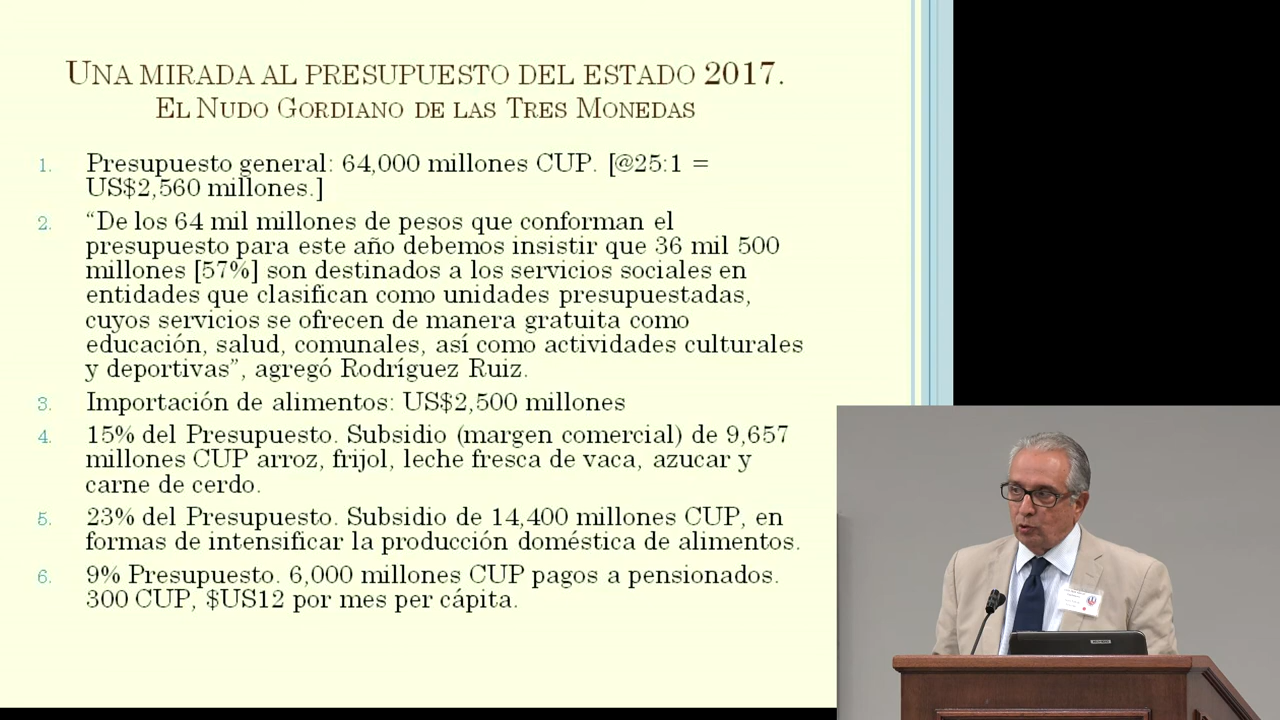 UNA MIRADA AL PRESUPUESTO DEL ESTADO 2017.
EL NUDO GORDIANO DE LAS TRES MONEDAS
1. Presupuesto general: 64,000 millones CUP. [@25:1 =
US$2,560 millones.]
2. “De los 64 mil millones de pesos que conforman el
presupuesto para este año debemos insistir que 36 mil 500
millones [57%] son destinados a los servicios sociales en
entidades que clasifican como unidades presupuestadas,
cuyos servicios se ofrecen de manera gratuita como
educación, salud, comunales, así como actividades culturales
y deportivas”, agregó Rodríguez Ruiz.
3. Importación de alimentos: US$2,500 millones
4. 15% del Presupuesto. Subsidio (margen comercial) de 9,657
millones CUP arroz, frijol, leche fresca de vaca, azucar y
carne de cerdo.
5. 23% del Presupuesto. Subsidio de 14,400 millones CUP, en
formas de intensificar la producción doméstica de alimentos.
6. 9% Presupuesto. 6,000 millones CUP pagos a pensionados.
300 CUP, $US12 por mes per cápita.